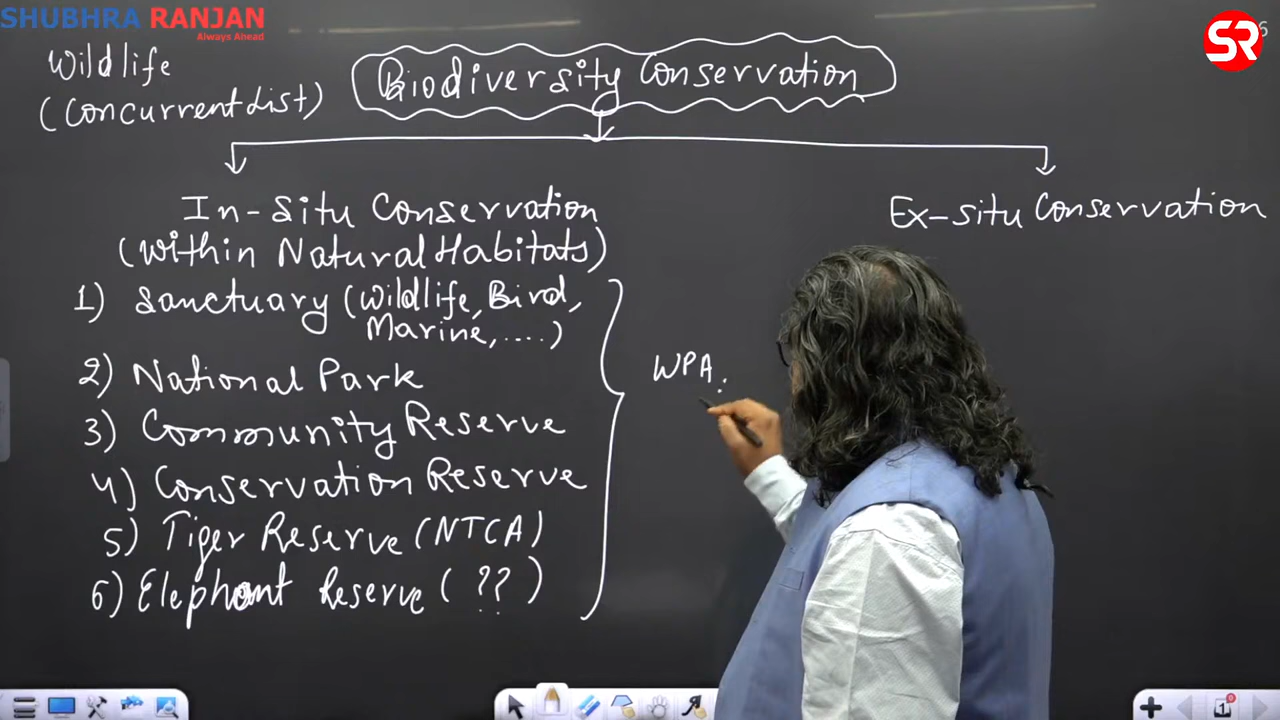 SHUBHRA RANJAN
Always Ahead
SR
6
Wildlife
(Concurrent List)
Biodiversity Conservation
In-situ Conservation
(Within Natural Habitats)
1) Sanctuary (Wildlife, Bird,
Marine, ....)
2) National Park
3) Community Reserve
4) Conservation Reserve
5) Tiger Reserve (NTCA)
6) Elephant Reserve ( ?? )
WPA.
Ex-situ Conservation
1